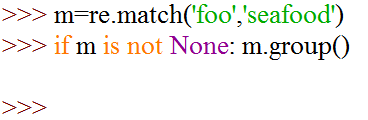 >>> m=re.match('foo','seafood')
>>> if m is not None: m.group()
>>>